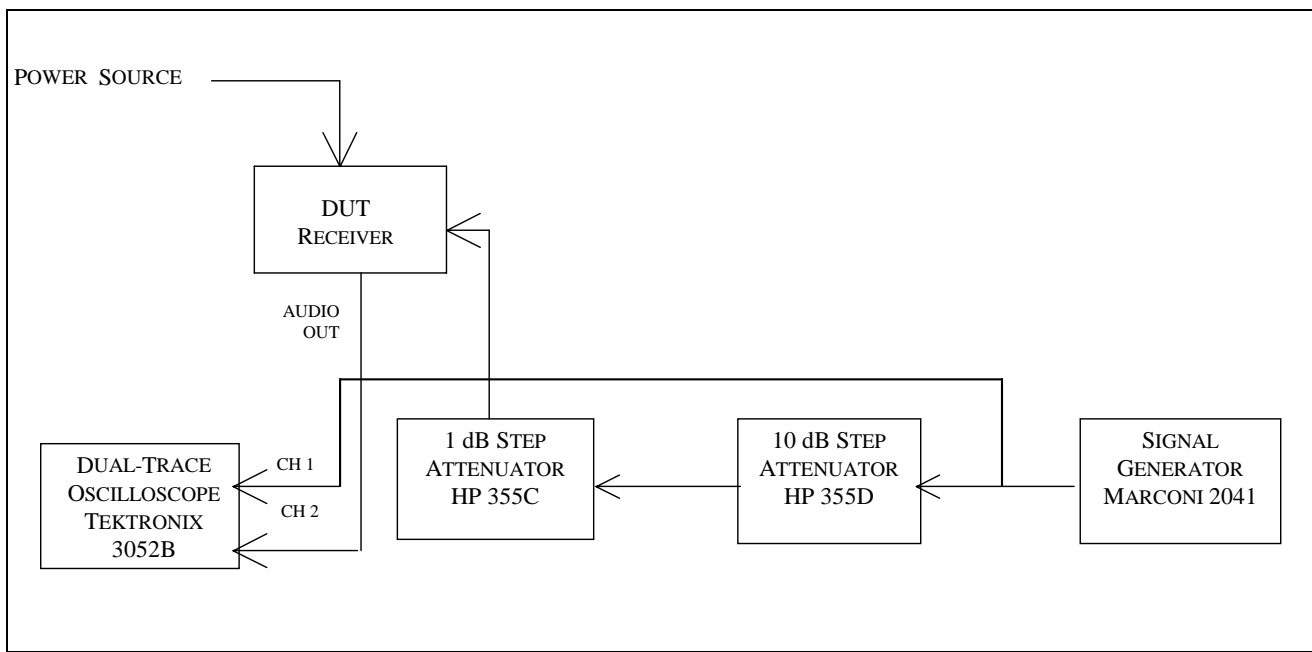 POWER SOURCE
DUT
RECEIVER
AUDIO
OUT
DUAL-TRACE
OSCILLOSCOPE
TEKTRONIX
3052B
CH 1
CH 2
1 dB STEP
ATTENUATOR
HP 355C
10 dB STEP
ATTENUATOR
HP 355D
SIGNAL
GENERATOR
MARCONI 2041